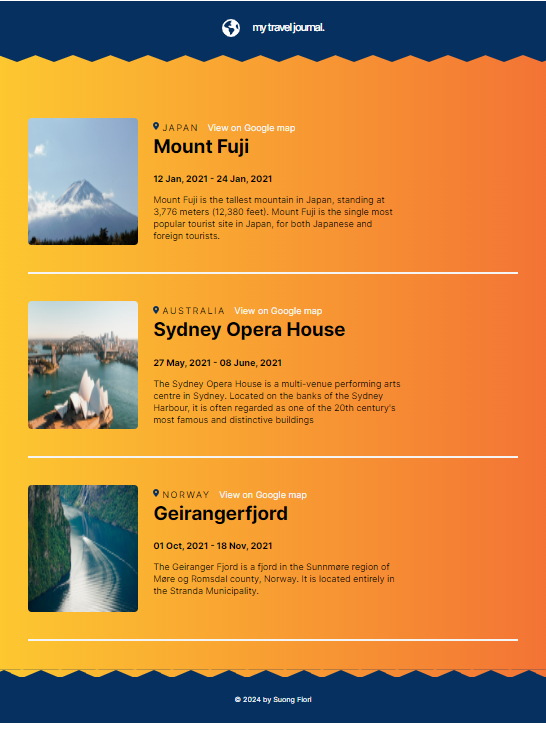 my travel journal.
JAPAN View on Google map
Mount Fuji
12 Jan, 2021 - 24 Jan, 2021
Mount Fuji is the tallest mountain in Japan, standing at
3,776 meters (12,380 feet). Mount Fuji is the single most
popular tourist site in Japan, for both Japanese and
foreign tourists.
AUSTRALIA View on Google map
Sydney Opera House
27 May, 2021 - 08 June, 2021
The Sydney Opera House is a multi-venue performing arts
centre in Sydney. Located on the banks of the Sydney
Harbour, it is often regarded as one of the 20th century's
most famous and distinctive buildings
NORWAY View on Google map
Geirangerfjord
01 Oct, 2021 - 18 Nov, 2021
The Geiranger Fjord is a fjord in the Sunnmøre region of
Møre og Romsdal county, Norway. It is located entirely in
the Stranda Municipality.
© 2024 by Suong Fiori